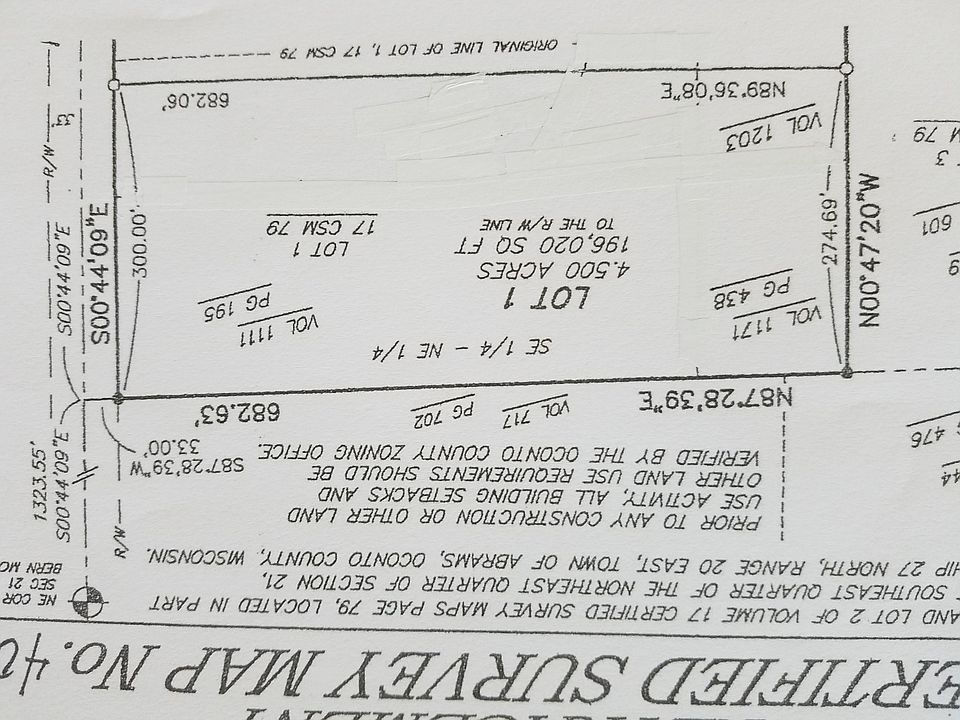 ERTIFIED SURVEY MAP No. 
AND LOT 2 OF VOLUME 17 CERTIFIED SURVEY MAPS PAGE 79, LOCATED IN PART
SOUTHEAST QUARTER OF THE NORTHEAST QUARTER OF SECTION 21,
HIP 27 NORTH, RANGE 20 EAST, TOWN OF ABRAMS, OCONTO COUNTY, WISCONSIN.
NE COR
SEC 21
BERN MO
PRIOR TO ANY CONSTRUCTION OR OTHER LAND
USE ACTIVITY, ALL BUILDING SETBACKS AND
OTHER LAND USE REQUIREMENTS SHOULD BE
VERIFIED BY THE OCONTO COUNTY ZONING OFFICE.
R/W
S00°44'09"E
1323.55'
S87°28'39"W
33.00'
476
44
N87°28'39"E
VOL 717
PG 702
682.63'
SE 1/4 - NE 1/4
VOL 1171
PG 438
LOT 1
4.500 ACRES
196,020 SQ FT
TO THE R/W LINE
VOL 1111
PG 195
LOT 1
17 CSM 79
N00°47'20"W
274.69'
300.00'
S00°44'09"E
S00°44'09"E
601
3
M 79
VOL 1203
N89°36'08"E
682.06'
R/W
33'
ORIGINAL LINE OF LOT 1, 17 CSM 79